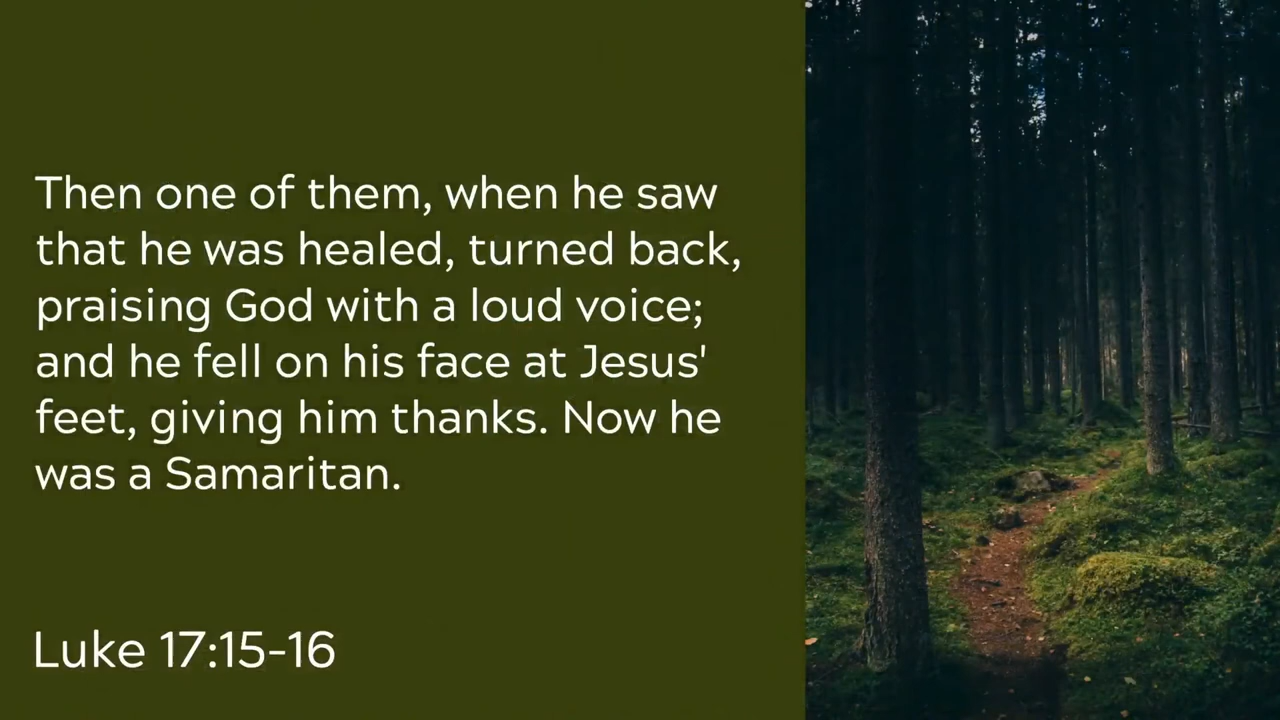 Then one of them, when he saw
that he was healed, turned back,
praising God with a loud voice;
and he fell on his face at Jesus'
feet, giving him thanks. Now he
was a Samaritan.
Luke 17:15-16